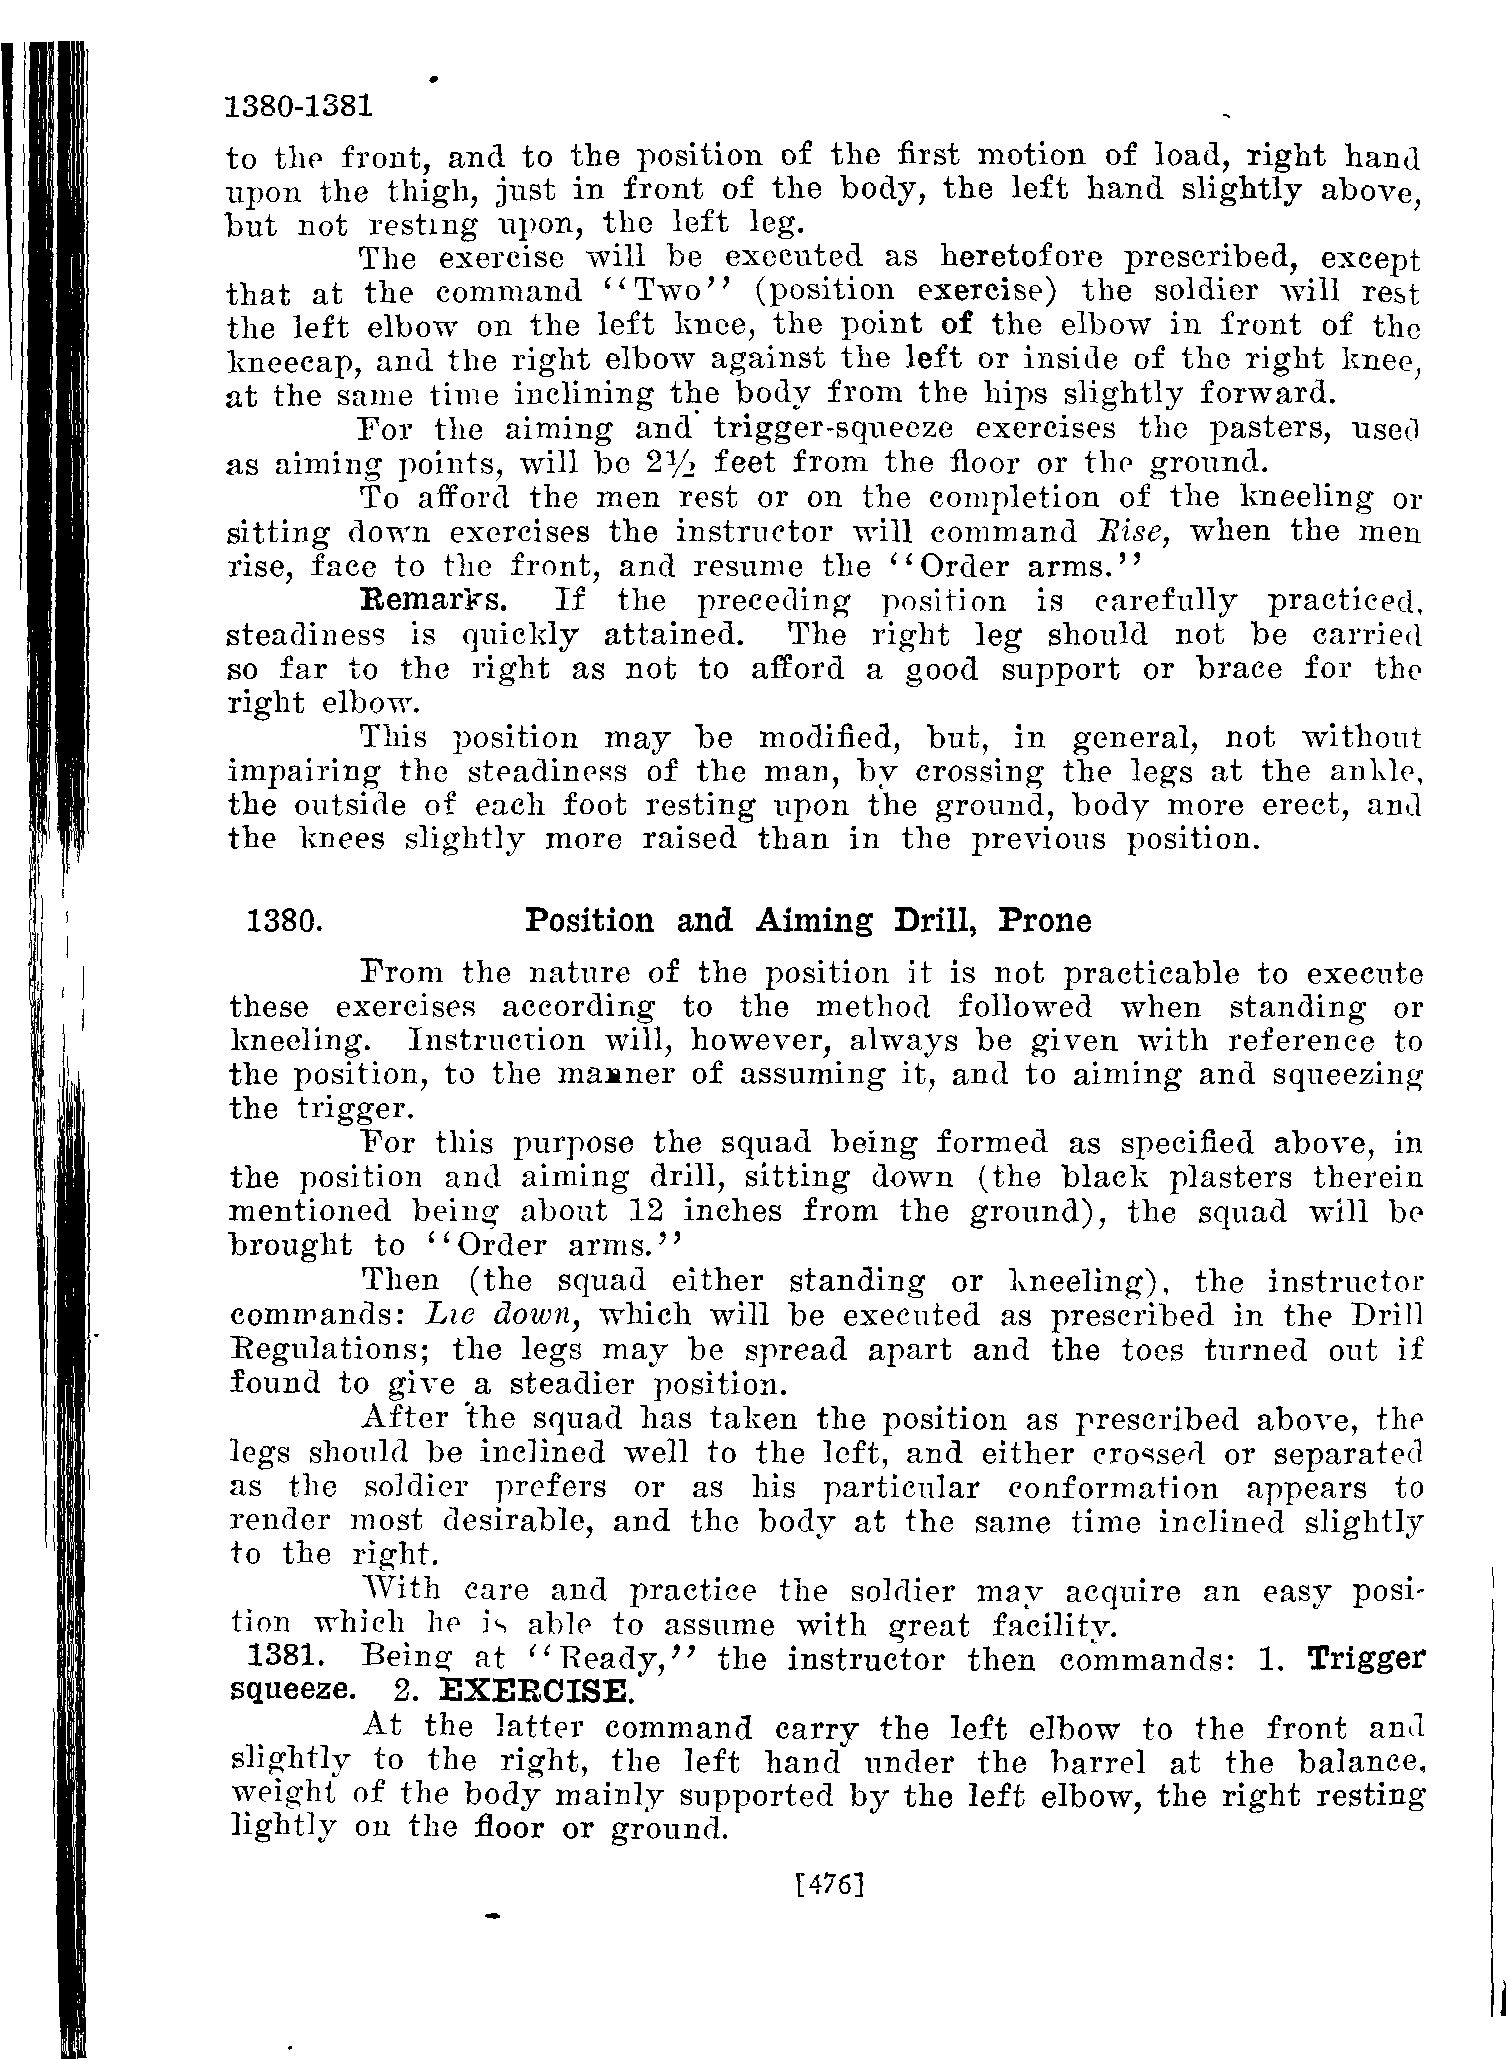 1380-1381
to the front, and to the position of the first motion of load, right hand
upon the thigh, just in front of the body, the left hand slightly above,
but not resting upon, the left leg.
The exercise will be executed as heretofore prescribed, except
that at the command ‘‘Two’’ (position exercise) the soldier will rest
the left elbow on the left knee, the point of the elbow in front of the
kneecap, and the right elbow against the left or inside of the right knee,
at the same time inclining the body from the hips slightly forward.
For the aiming and trigger-squeeze exercises the pasters, used
as aiming points, will be 2½ feet from the floor or the ground.
To afford the men rest or on the completion of the kneeling or
sitting down exercises the instructor will command Rise, when the men
rise, face to the front, and resume the ‘‘Order arms.’’
Remarks. If the preceding position is carefully practiced,
steadiness is quickly attained. The right leg should not be carried
so far to the right as not to afford a good support or brace for the
right elbow.
This position may be modified, but, in general, not without
impairing the steadiness of the man, by crossing the legs at the ankle,
the outside of each foot resting upon the ground, body more erect, and
the knees slightly more raised than in the previous position.
1380. Position and Aiming Drill, Prone
From the nature of the position it is not practicable to execute
these exercises according to the method followed when standing or
kneeling. Instruction will, however, always be given with reference to
the position, to the manner of assuming it, and to aiming and squeezing
the trigger.
For this purpose the squad being formed as specified above, in
the position and aiming drill, sitting down (the black plasters therein
mentioned being about 12 inches from the ground), the squad will be
brought to ‘‘Order arms.’’
Then (the squad either standing or kneeling), the instructor
commands: Lie down, which will be executed as prescribed in the Drill
Regulations; the legs may be spread apart and the toes turned out if
found to give a steadier position.
After the squad has taken the position as prescribed above, the
legs should be inclined well to the left, and either crossed or separated
as the soldier prefers or as his particular conformation appears to
render most desirable, and the body at the same time inclined slightly
to the right.
With care and practice the soldier may acquire an easy posi-
tion which he is able to assume with great facility.
1381. Being at ‘‘Ready,’’ the instructor then commands: 1. Trigger
squeeze. 2. EXERCISE.
At the latter command carry the left elbow to the front and
slightly to the right, the left hand under the barrel at the balance,
weight of the body mainly supported by the left elbow, the right resting
lightly on the floor or ground.
[476]